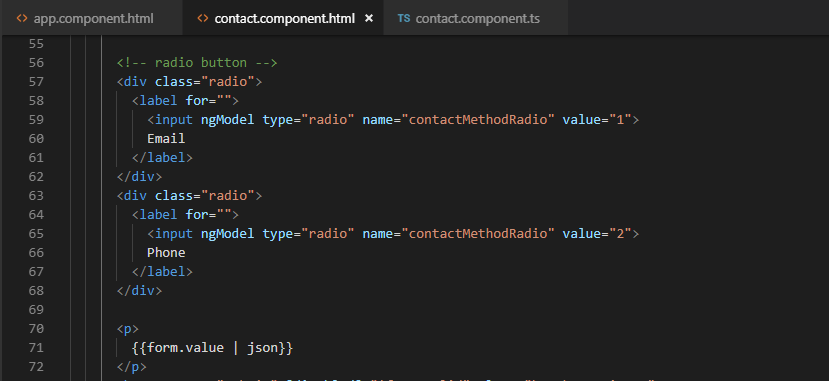 app.component.html contact.component.html × TS contact.component.ts
55
56 <!-- radio button -->
57 <div class="radio">
58 <label for="">
59 <input ngModel type="radio" name="contactMethodRadio" value="1">
60 Email
61 </label>
62 </div>
63 <div class="radio">
64 <label for="">
65 <input ngModel type="radio" name="contactMethodRadio" value="2">
66 Phone
67 </label>
68 </div>
69
70 <p>
71 {{form.value | json}}
72 </p>